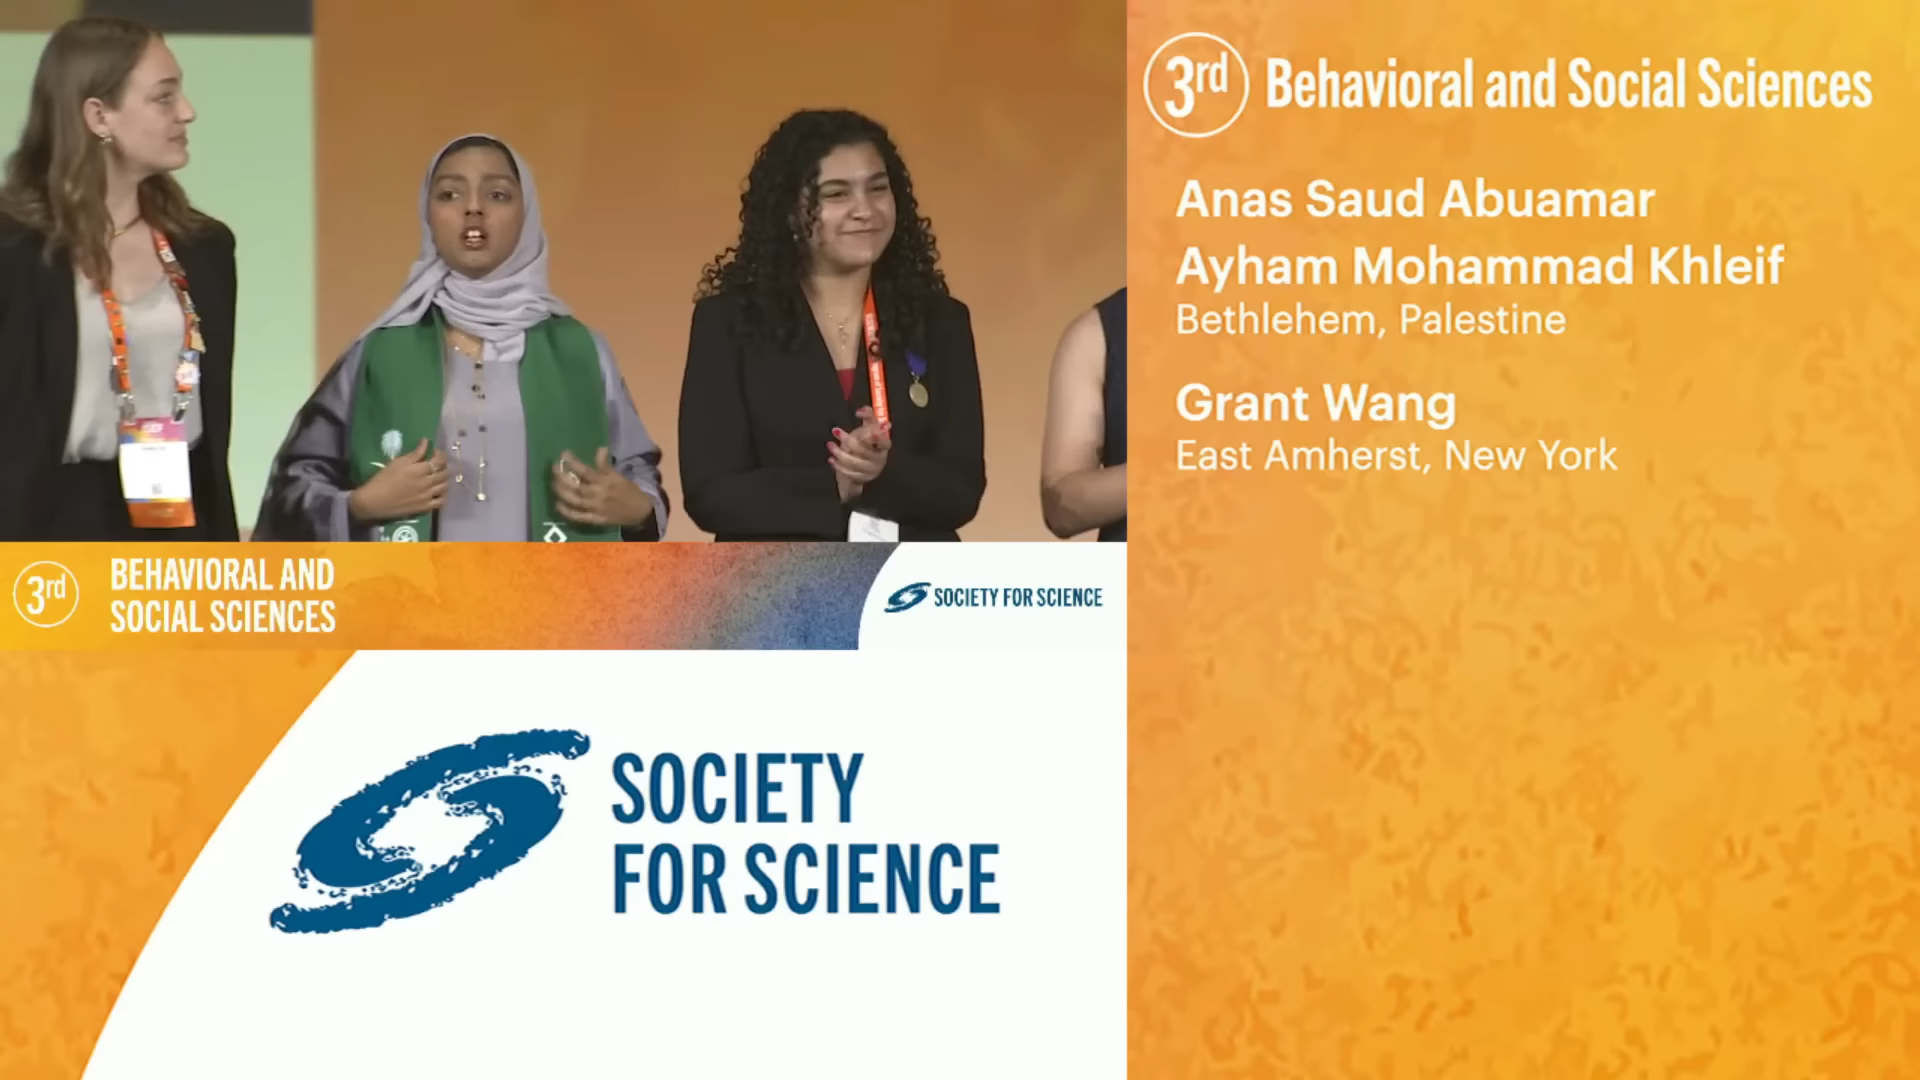 3rd Behavioral and Social Sciences
Anas Saud Abuamar
Ayham Mohammad Khleif
Bethlehem, Palestine
Grant Wang
East Amherst, New York
3rd
BEHAVIORAL AND
SOCIAL SCIENCES
SOCIETY FOR SCIENCE
SOCIETY
FOR SCIENCE